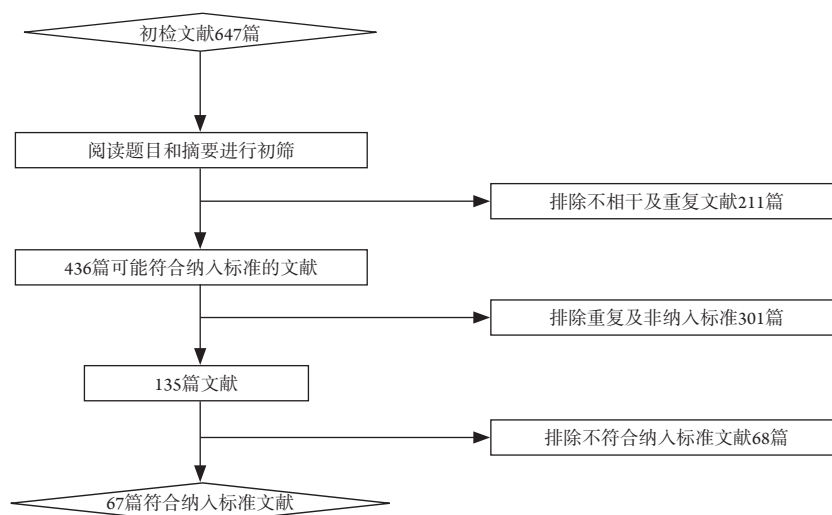 初检文献647篇
阅读题目和摘要进行初筛
排除不相干及重复文献211篇
436篇可能符合纳入标准的文献
排除重复及非纳入标准301篇
135篇文献
排除不符合纳入标准文献68篇
67篇符合纳入标准文献